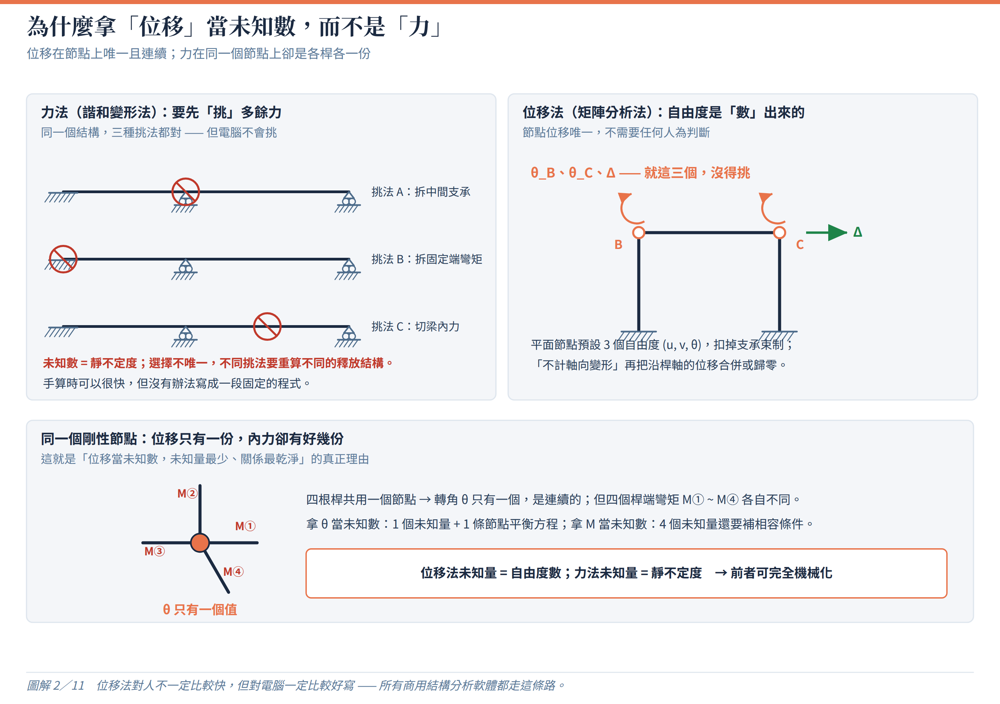 為什麼拿「位移」當未知數，而不是「力」
位移在節點上唯一且連續；力在同一個節點上卻是各桿各一份
力法（諧和變形法）：要先「挑」多餘力
同一個結構，三種挑法都對 —— 但電腦不會挑
挑法 A：拆中間支承
挑法 B：拆固定端彎矩
挑法 C：切梁內力
未知數 = 靜不定度；選擇不唯一，不同挑法要重算不同的釋放結構。
手算時可以很快，但沒有辦法寫成一段固定的程式。
位移法（矩陣分析法）：自由度是「數」出來的
節點位移唯一，不需要任何人為判斷
θ_B、θ_C、Δ —— 就這三個，沒得挑
B
C
Δ
平面節點預設 3 個自由度 (u, v, θ)，扣掉支承束制；
「不計軸向變形」再把沿桿軸的位移合併或歸零。
同一個剛性節點：位移只有一份，內力卻有好幾份
這就是「位移當未知數，未知量最少、關係最乾淨」的真正理由
M②
M①
M③
M④
θ 只有一個值
四根桿共用一個節點 → 轉角 θ 只有一個，是連續的；但四個桿端彎矩 M① ~ M④ 各自不同。
拿 θ 當未知數：1 個未知量 + 1 條節點平衡方程；拿 M 當未知數：4 個未知量還要補相容條件。
位移法未知量 = 自由度數；力法未知量 = 靜不定度　→ 前者可完全機械化
圖解 2／11　位移法對人不一定比較快，但對電腦一定比較好寫 —— 所有商用結構分析軟體都走這條路。